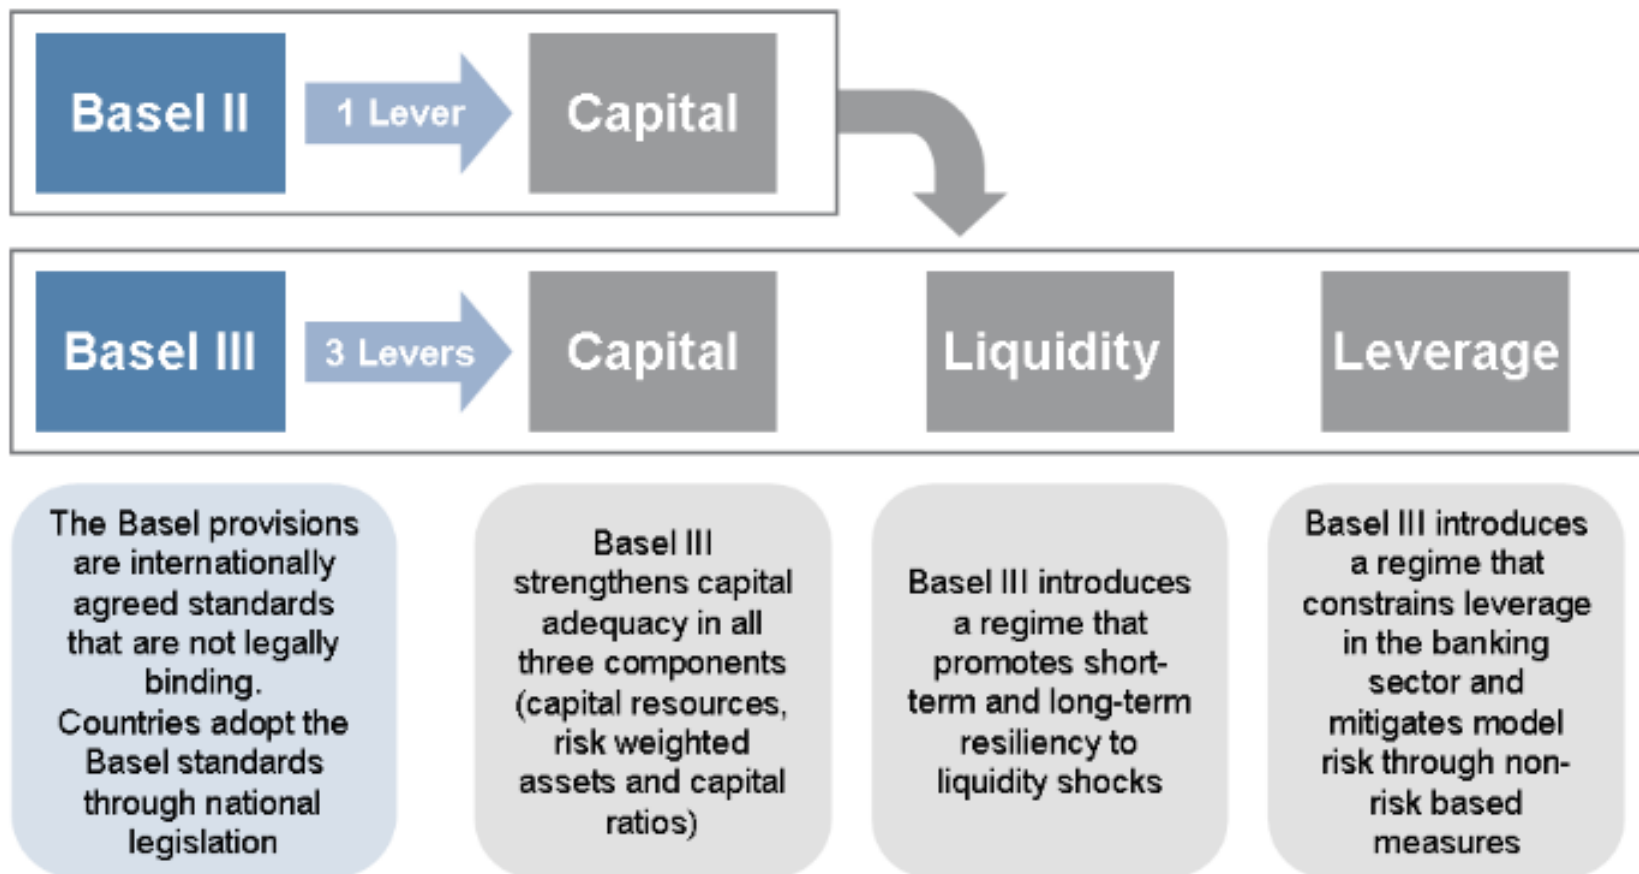 Basel II
1 Lever
Capital
Basel III
3 Levers
Capital
Liquidity
Leverage
The Basel provisions
are internationally
agreed standards
that are not legally
binding.
Countries adopt the
Basel standards
through national
legislation
Basel III
strengthens capital
adequacy in all
three components
(capital resources,
risk weighted
assets and capital
ratios)
Basel III introduces
a regime that
promotes short-
term and long-term
resiliency to
liquidity shocks
Basel III introduces
a regime that
constrains leverage
in the banking
sector and
mitigates model
risk through non-
risk based
measures